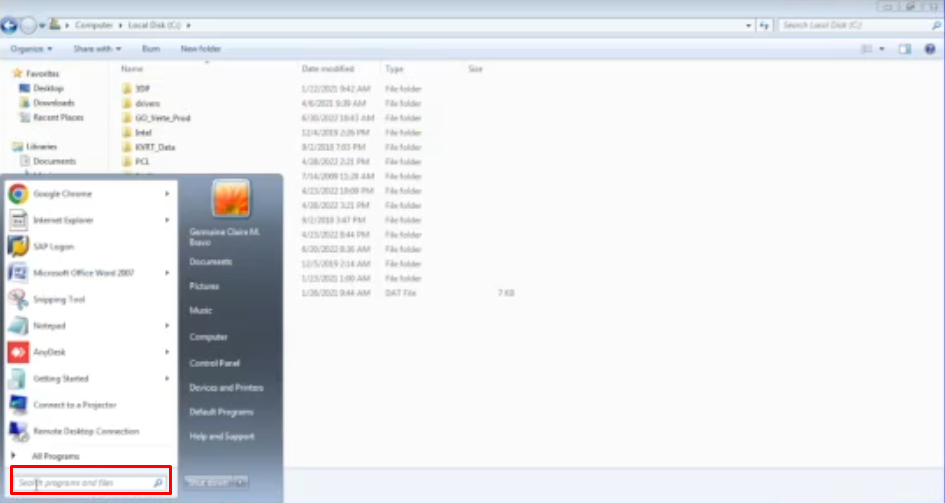 Computer Local Disk (C:)
Search Local Disk (C:)
Organize Share with Burn New folder
Name Date modified Type Size
Favorites
Desktop
Downloads
Recent Places
Libraries
Documents
1/22/2021 9:42 AM File folder
drivers 4/6/2021 9:39 AM File folder
6/30/2022 10:43 AM File folder
Intel 12/4/2019 2:26 PM File folder
KVRT_Data 9/2/2018 7:03 PM File folder
PCL 4/28/2022 2:21 PM File folder
7/14/2009 11:20 AM File folder
4/23/2022 10:00 PM File folder
4/28/2022 3:21 PM File folder
9/2/2018 3:47 PM File folder
4/23/2022 8:44 PM File folder
6/30/2022 8:36 AM File folder
12/5/2019 2:14 AM File folder
1/23/2021 1:00 AM File folder
1/26/2021 9:44 AM DAT File 7 KB
Google Chrome
Internet Explorer
SAP Logon
Microsoft Office Word 2007
Snipping Tool
Notepad
AnyDesk
Getting Started
Connect to a Projector
Remote Desktop Connection
All Programs
Search programs and files
Germaine Claire M.
Bravo
Documents
Pictures
Music
Computer
Control Panel
Devices and Printers
Default Programs
Help and Support
Shut down